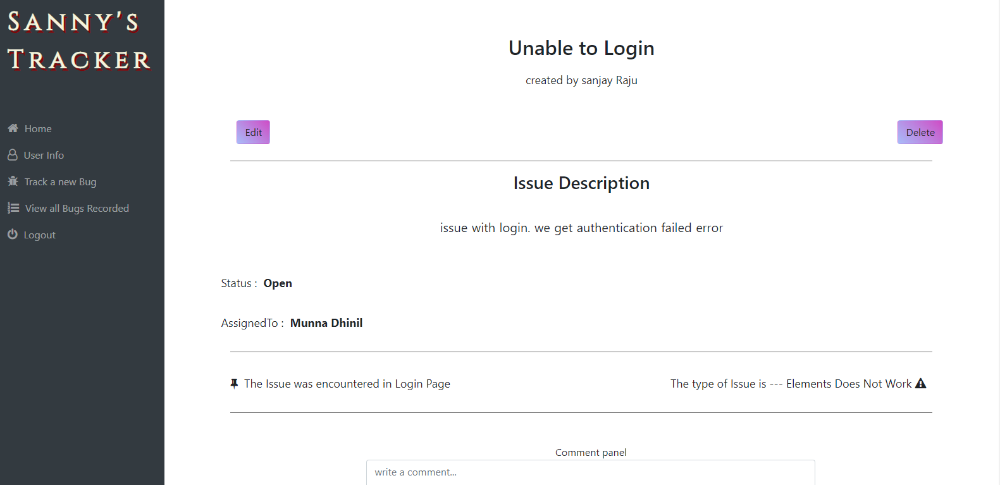 Sanny's
Tracker
Home
User Info
Track a new Bug
View all Bugs Recorded
Logout
Unable to Login
created by sanjay Raju
Edit
Delete
Issue Description
issue with login. we get authentication failed error
Status : Open
AssignedTo : Munna Dhinil
The Issue was encountered in Login Page
The type of Issue is --- Elements Does Not Work
Comment panel
write a comment...